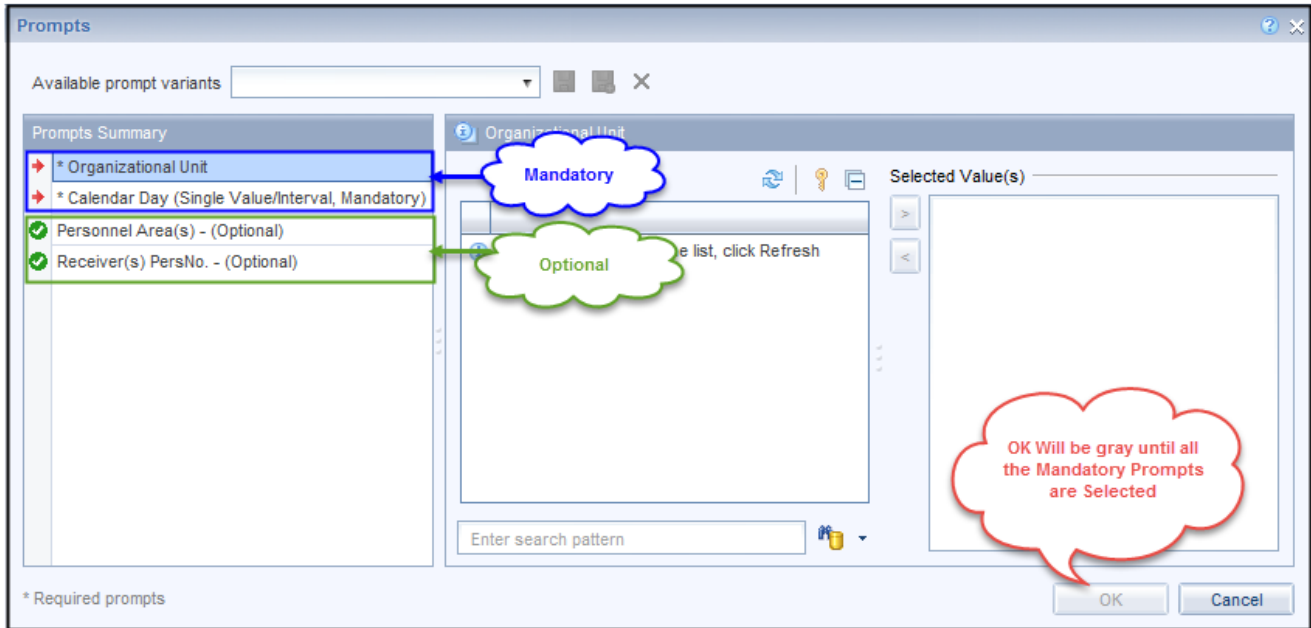 Prompts
Available prompt variants
Prompts Summary
* Organizational Unit
* Calendar Day (Single Value/Interval, Mandatory)
Personnel Area(s) - (Optional)
Receiver(s) PersNo. - (Optional)
Organizational Unit
Mandatory
Optional
Selected Value(s)
>
<
e list, click Refresh
Enter search pattern
OK Will be gray until all
the Mandatory Prompts
are Selected
* Required prompts
OK
Cancel